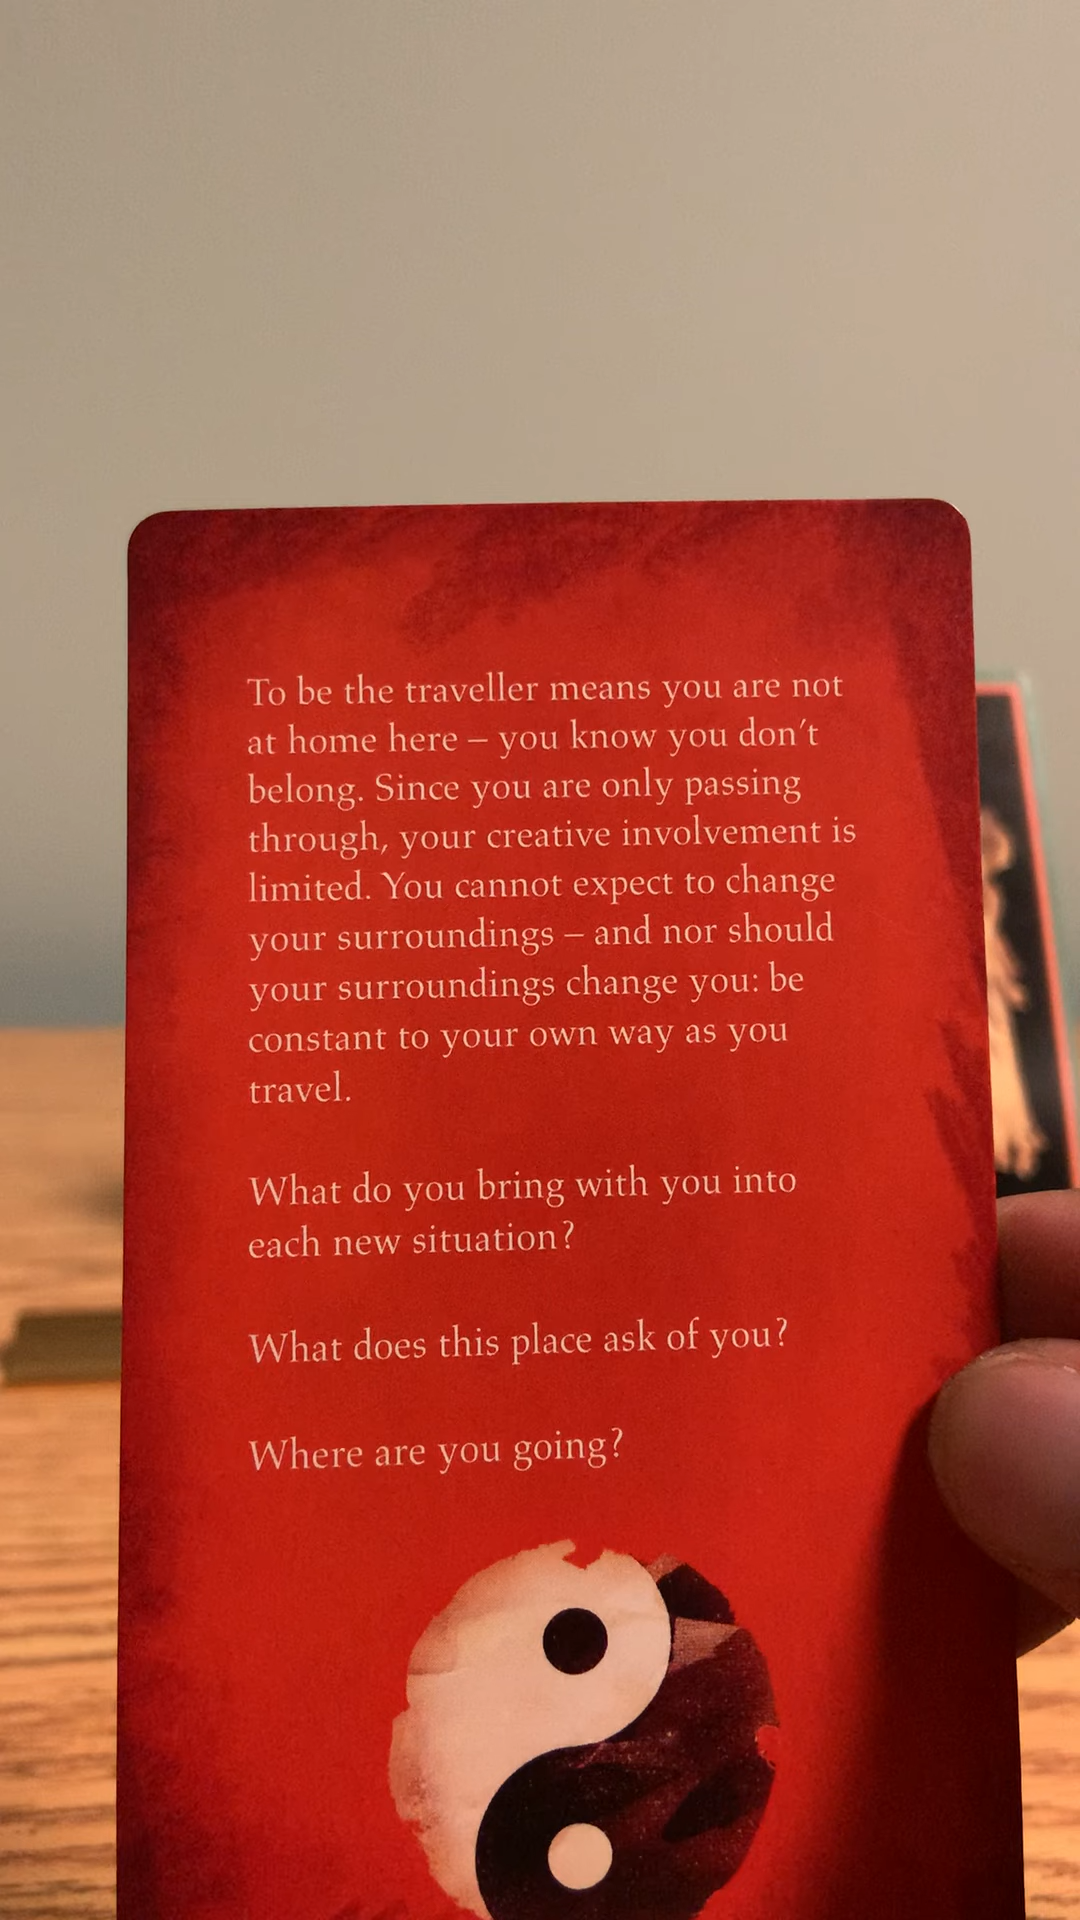 To be the traveller means you are not
at home here – you know you don't
belong. Since you are only passing
through, your creative involvement is
limited. You cannot expect to change
your surroundings – and nor should
your surroundings change you: be
constant to your own way as you
travel.
What do you bring with you into
each new situation?
What does this place ask of you?
Where are you going?